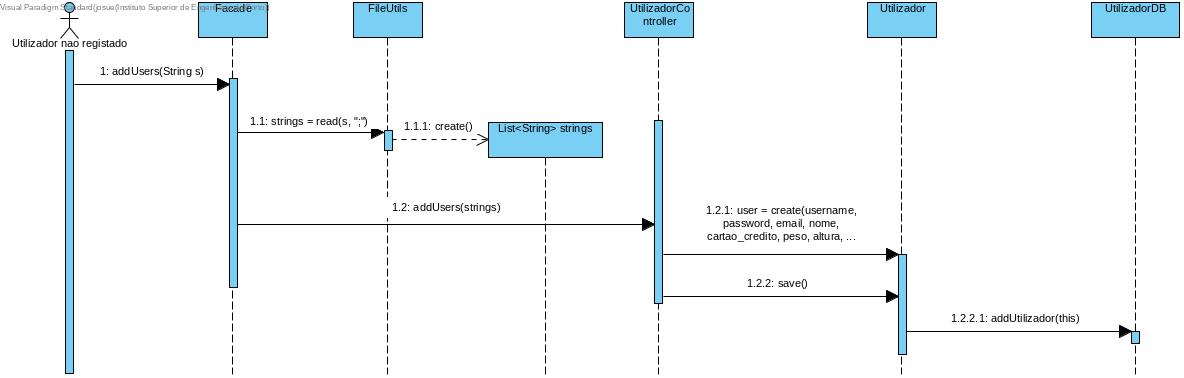 Visual Paradigm Standard(josue(Instituto Superior de Engenharia do Porto)
Facade
FileUtils
UtilizadorCo
ntroller
Utilizador
UtilizadorDB
Utilizador nao registado
1: addUsers(String s)
1.1: strings = read(s, ";")
1.1.1: create()
List<String> strings
1.2: addUsers(strings)
1.2.1: user = create(username,
password, email, nome,
cartao_credito, peso, altura, ...
1.2.2: save()
1.2.2.1: addUtilizador(this)